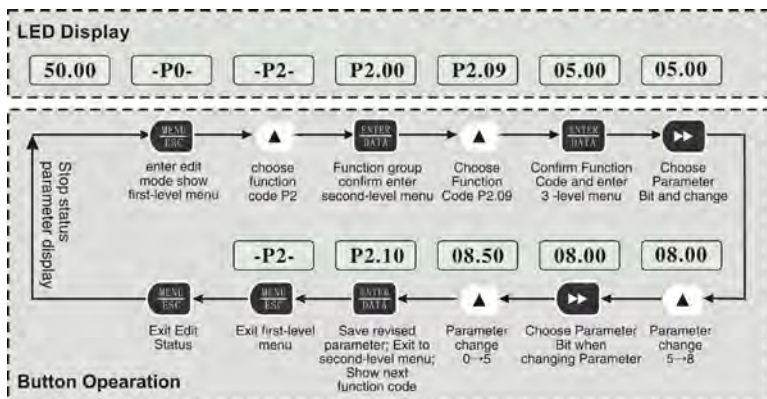 LED Display
50.00 -P0- -P2- P2.00 P2.09 05.00 05.00
MENU ENTER ENTER
ESC DATA DATA
enter edit choose Function group Choose Confirm Function Choose
mode show function confirm enter Function Code and enter Parameter
first-level menu code P2 second-level menu Code P2.09 3 -level menu Bit and change
Stop status
parameter display
-P2- P2.10 08.50 08.00 08.00
MENU MENU ENTER
ESC ESC DATA
Exit Edit Exit first-level Save revised Parameter Choose Parameter Parameter
Status menu parameter; Exit to change Bit when change
second-level menu; 0→5 changing Parameter 5→8
Show next
function code
Button Opearation